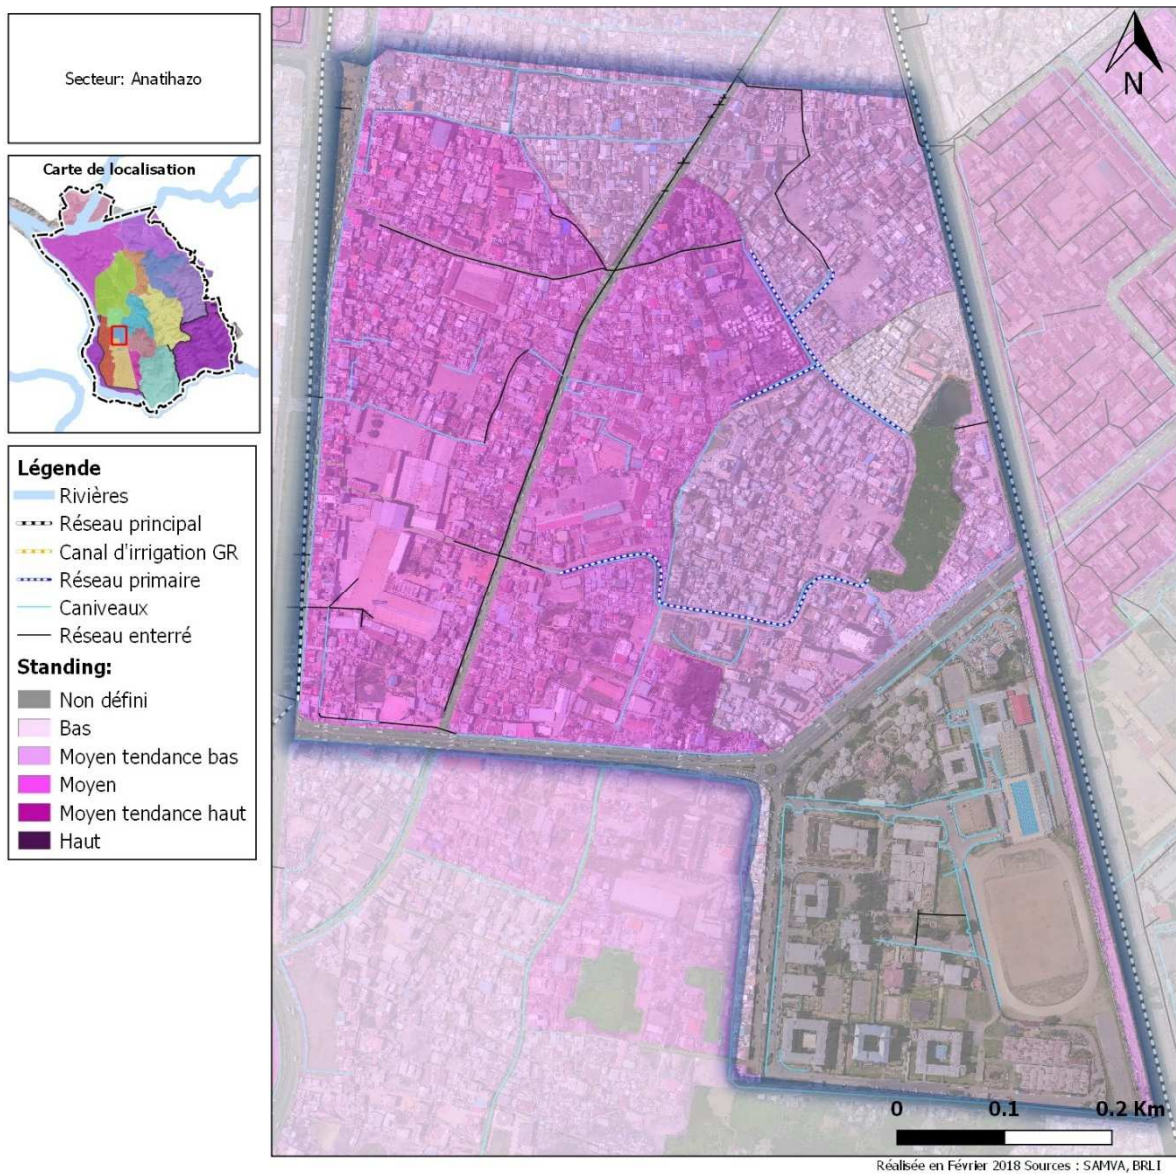 Secteur: Anatihazo
Carte de localisation
Légende
Rivières
Réseau principal
Canal d'irrigation GR
Réseau primaire
Caniveaux
Réseau enterré
Standing:
Non défini
Bas
Moyen tendance bas
Moyen
Moyen tendance haut
Haut
N
0 0.1 0.2 Km
Réalisée en Février 2018 Sources : SAMVA, BRLI